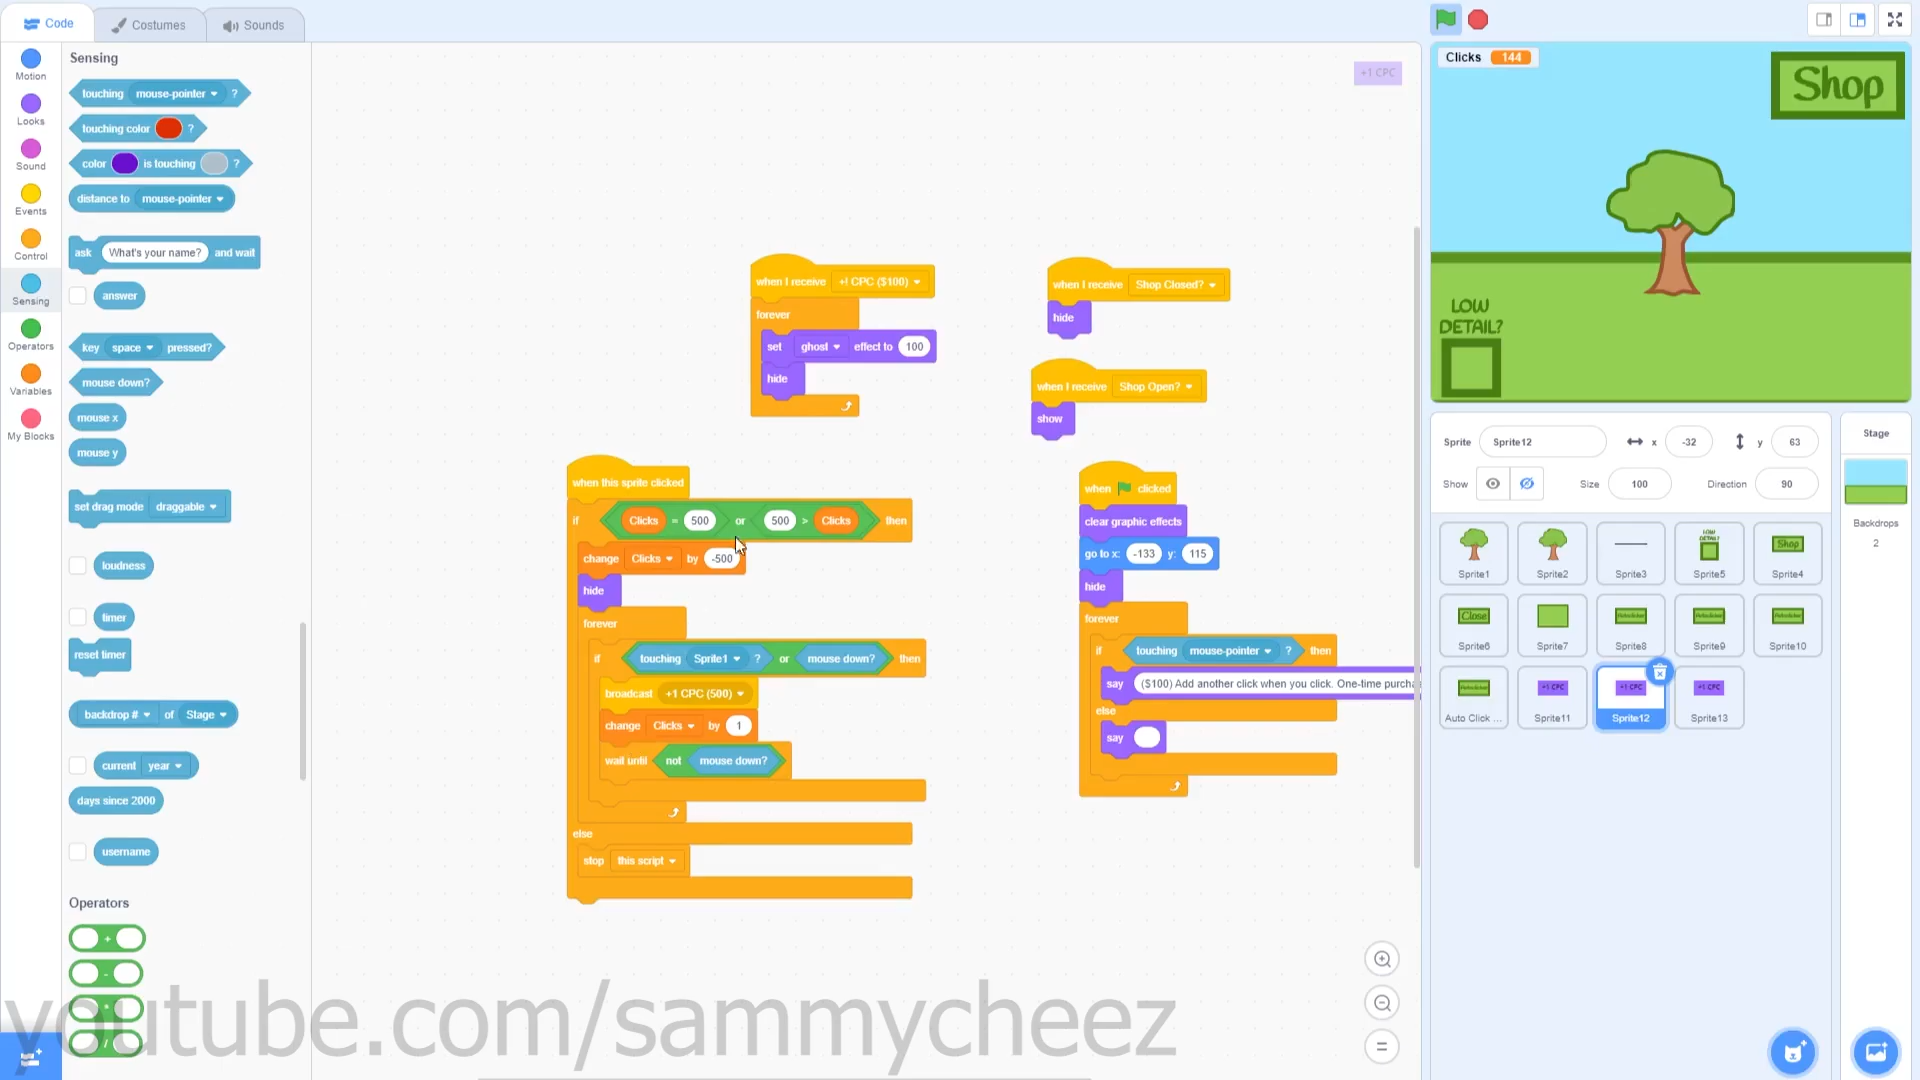 Code
Costumes
Sounds
Motion
Looks
Sound
Events
Control
Sensing
Operators
Variables
My Blocks
Sensing
touching mouse-pointer ?
touching color ?
color is touching ?
distance to mouse-pointer
ask What's your name? and wait
answer
key space pressed?
mouse down?
mouse x
mouse y
set drag mode draggable
loudness
timer
reset timer
backdrop # of Stage
current year
days since 2000
username
Operators
+
-
*
/
+1 CPC
when I receive +1 CPC ($100)
forever
set ghost effect to 100
hide
when I receive Shop Closed?
hide
when I receive Shop Open?
show
when this sprite clicked
if Clicks = 500 or 500 > Clicks then
change Clicks by -500
hide
forever
if touching Sprite1 ? or mouse down? then
broadcast +1 CPC (500)
change Clicks by 1
wait until not mouse down?
else
stop this script
when clicked
clear graphic effects
go to x: -133 y: 115
hide
forever
if touching mouse-pointer ? then
say ($100) Add another click when you click. One-time purcha
else
say
youtube.com/sammycheez
Clicks 144
Shop
LOW
DETAIL?
Sprite Sprite12 x -32 y 63
Show Size 100 Direction 90
Sprite1 Sprite2 Sprite3 Sprite5 Sprite4
Close
Sprite6 Sprite7 Sprite8 Sprite9 Sprite10
+1 CPC +1 CPC +1 CPC
Auto Click ... Sprite11 Sprite12 Sprite13
Stage
Backdrops
2